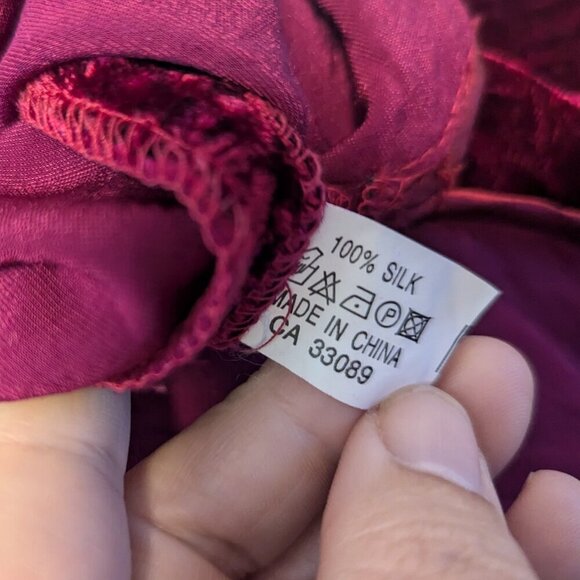 100% SILK
P
MADE IN CHINA
CA 33089